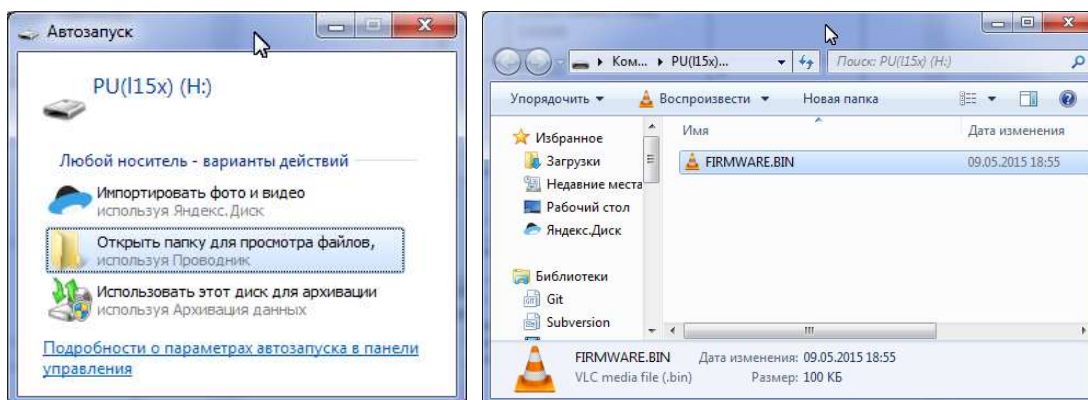 Автозапуск
PU(l15x) (H:)
Любой носитель - варианты действий
Импортировать фото и видео
используя Яндекс.Диск
Открыть папку для просмотра файлов,
используя Проводник
Использовать этот диск для архивации
используя Архивация данных
Подробности о параметрах автозапуска в панели
управления
Ком... PU(l15x)...
Поиск: PU(l15x) (H:)
Упорядочить Воспроизвести Новая папка
Избранное
Загрузки
Недавние места
Рабочий стол
Яндекс.Диск
Библиотеки
Git
Subversion
Имя Дата изменения
FIRMWARE.BIN 09.05.2015 18:55
FIRMWARE.BIN Дата изменения: 09.05.2015 18:55
VLC media file (.bin) Размер: 100 КБ